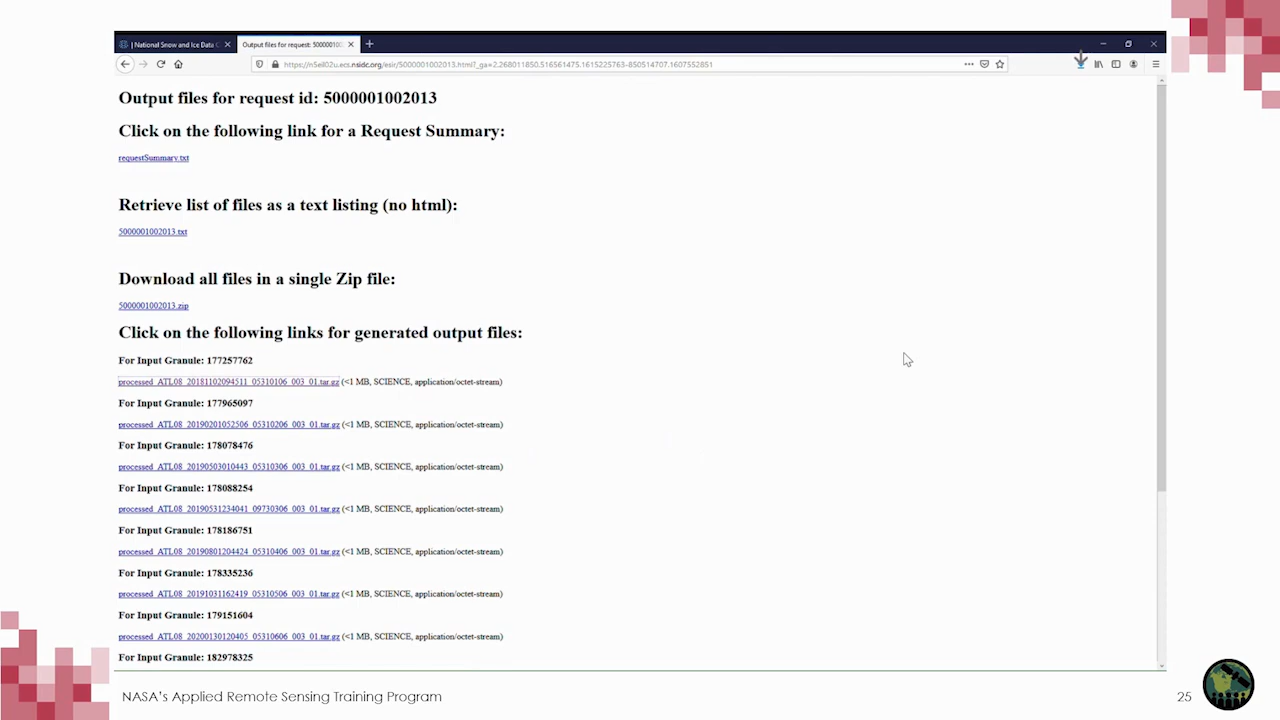 | National Snow and Ice Data C
Output files for request: 50000010
https://n5eil02u.ecs.nsidc.org/esir/5000001002013.html?_ga=2.268011850.516561475.1615225763-850514707.1607552851
Output files for request id: 5000001002013
Click on the following link for a Request Summary:
requestSummary.txt
Retrieve list of files as a text listing (no html):
5000001002013.txt
Download all files in a single Zip file:
5000001002013.zip
Click on the following links for generated output files:
For Input Granule: 177257762
processed_ATL08_20181102094511_05310106_003_01.tar.gz (<1 MB, SCIENCE, application/octet-stream)
For Input Granule: 177965097
processed_ATL08_20190201052506_05310206_003_01.tar.gz (<1 MB, SCIENCE, application/octet-stream)
For Input Granule: 178078476
processed_ATL08_20190503010443_05310306_003_01.tar.gz (<1 MB, SCIENCE, application/octet-stream)
For Input Granule: 178088254
processed_ATL08_20190531234041_09730306_003_01.tar.gz (<1 MB, SCIENCE, application/octet-stream)
For Input Granule: 178186751
processed_ATL08_20190801204424_05310406_003_01.tar.gz (<1 MB, SCIENCE, application/octet-stream)
For Input Granule: 178335236
processed_ATL08_20191031162419_05310506_003_01.tar.gz (<1 MB, SCIENCE, application/octet-stream)
For Input Granule: 179151604
processed_ATL08_20200130120405_05310606_003_01.tar.gz (<1 MB, SCIENCE, application/octet-stream)
For Input Granule: 182978325
NASA's Applied Remote Sensing Training Program
25